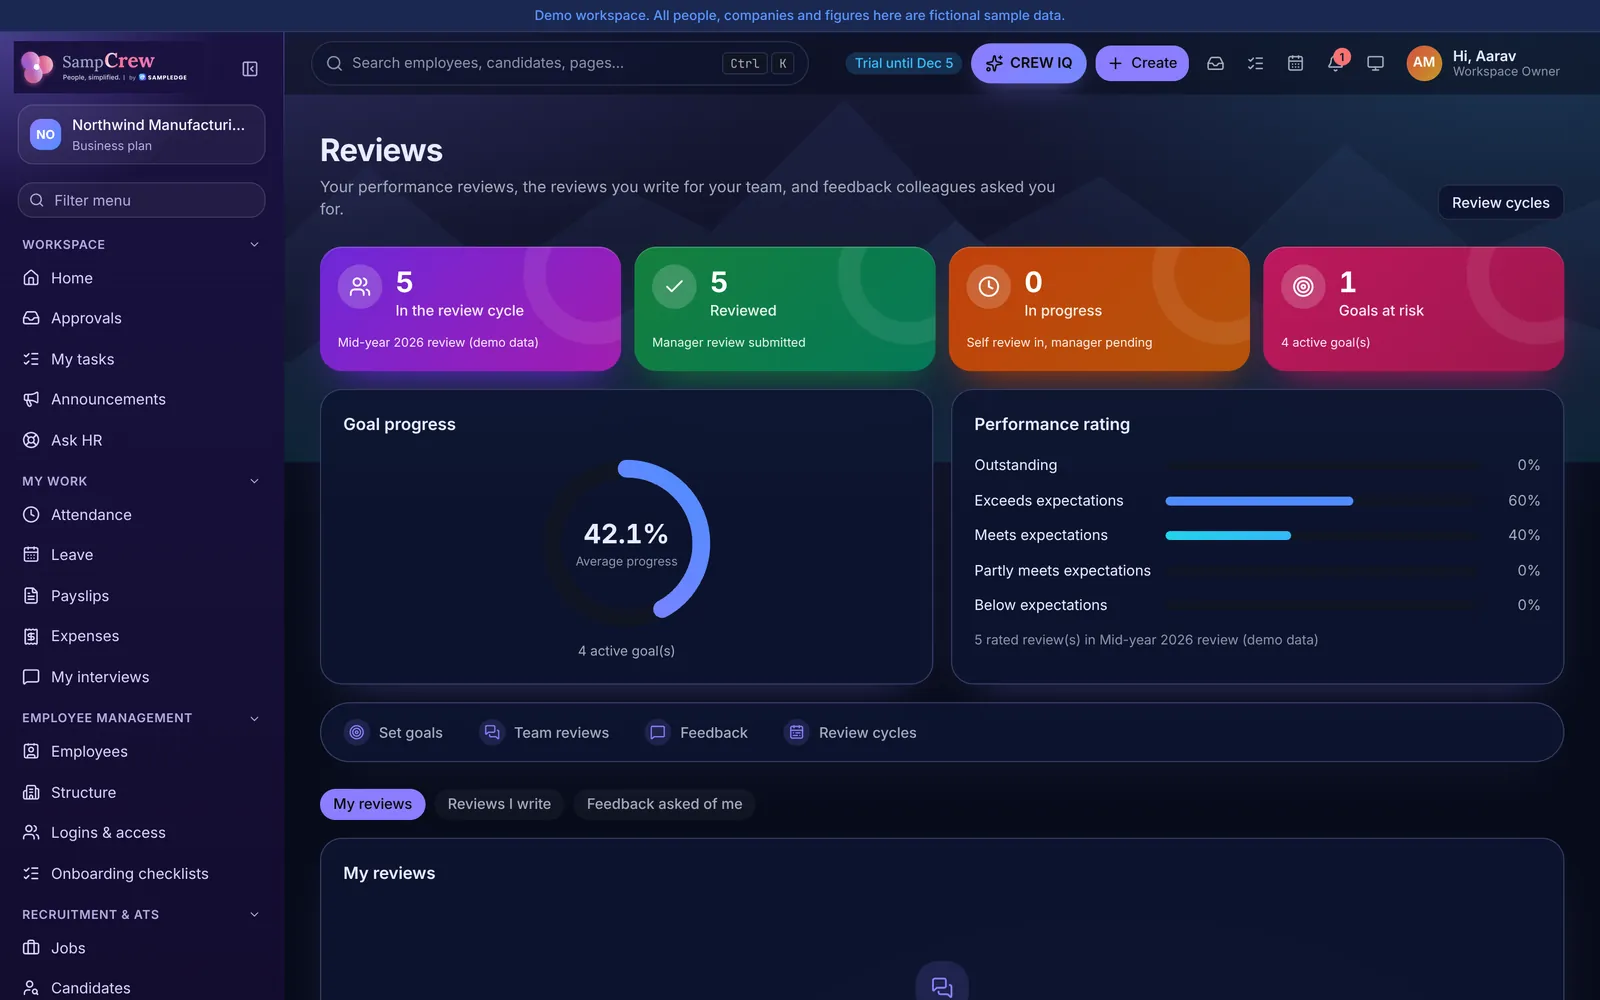 Demo workspace. All people, companies and figures here are fictional sample data.
SampCrew
People, simplified. | by SAMPLEDGE
NO
Northwind Manufacturi...
Business plan
Filter menu
WORKSPACE
Home
Approvals
My tasks
Announcements
Ask HR
MY WORK
Attendance
Leave
Payslips
Expenses
My interviews
EMPLOYEE MANAGEMENT
Employees
Structure
Logins & access
Onboarding checklists
RECRUITMENT & ATS
Jobs
Candidates
Search employees, candidates, pages...
Ctrl K
Trial until Dec 5
CREW IQ
Create
1
AM
Hi, Aarav
Workspace Owner
Reviews
Your performance reviews, the reviews you write for your team, and feedback colleagues asked you
for.
Review cycles
5
In the review cycle
Mid-year 2026 review (demo data)
5
Reviewed
Manager review submitted
0
In progress
Self review in, manager pending
1
Goals at risk
4 active goal(s)
Goal progress
42.1%
Average progress
4 active goal(s)
Performance rating
Outstanding 0%
Exceeds expectations 60%
Meets expectations 40%
Partly meets expectations 0%
Below expectations 0%
5 rated review(s) in Mid-year 2026 review (demo data)
Set goals
Team reviews
Feedback
Review cycles
My reviews
Reviews I write
Feedback asked of me
My reviews